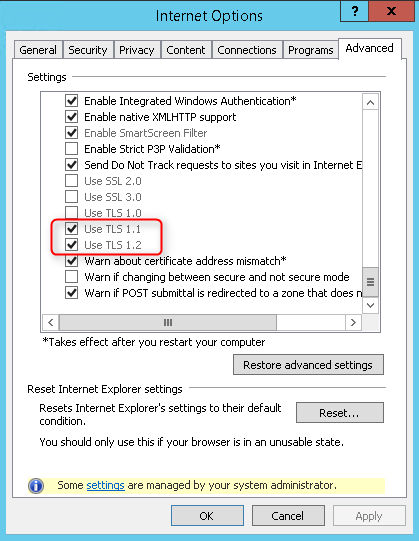 Internet Options
?
General Security Privacy Content Connections Programs Advanced
Settings
Enable Integrated Windows Authentication*
Enable native XMLHTTP support
Enable SmartScreen Filter
Enable Strict P3P Validation*
Send Do Not Track requests to sites you visit in Internet E
Use SSL 2.0
Use SSL 3.0
Use TLS 1.0
Use TLS 1.1
Use TLS 1.2
Warn about certificate address mismatch*
Warn if changing between secure and not secure mode
Warn if POST submittal is redirected to a zone that does n
*Takes effect after you restart your computer
Restore advanced settings
Reset Internet Explorer settings
Resets Internet Explorer's settings to their default
condition.
Reset...
You should only use this if your browser is in an unusable state.
Some settings are managed by your system administrator.
OK Cancel Apply